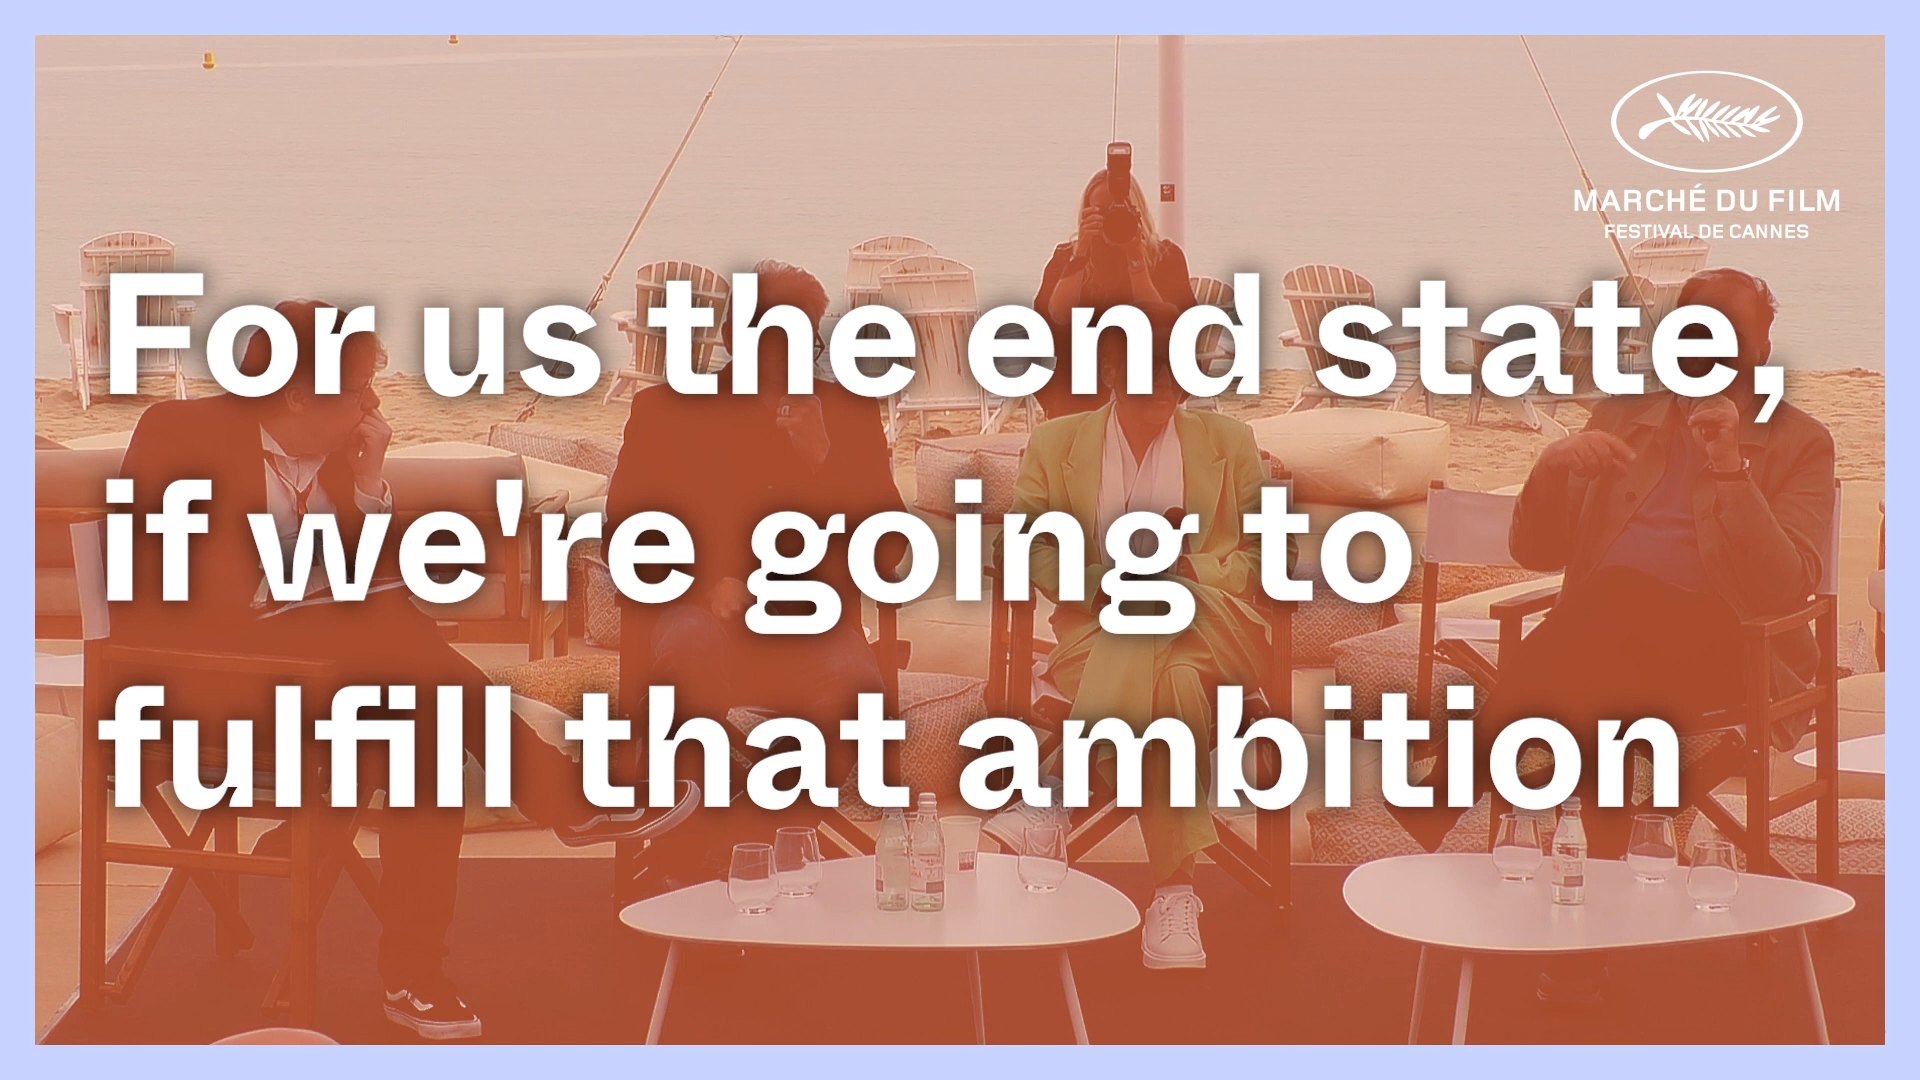 MARCHÉ DU FILM
FESTIVAL DE CANNES
For us the end state,
if we're going to
fulfill that ambition